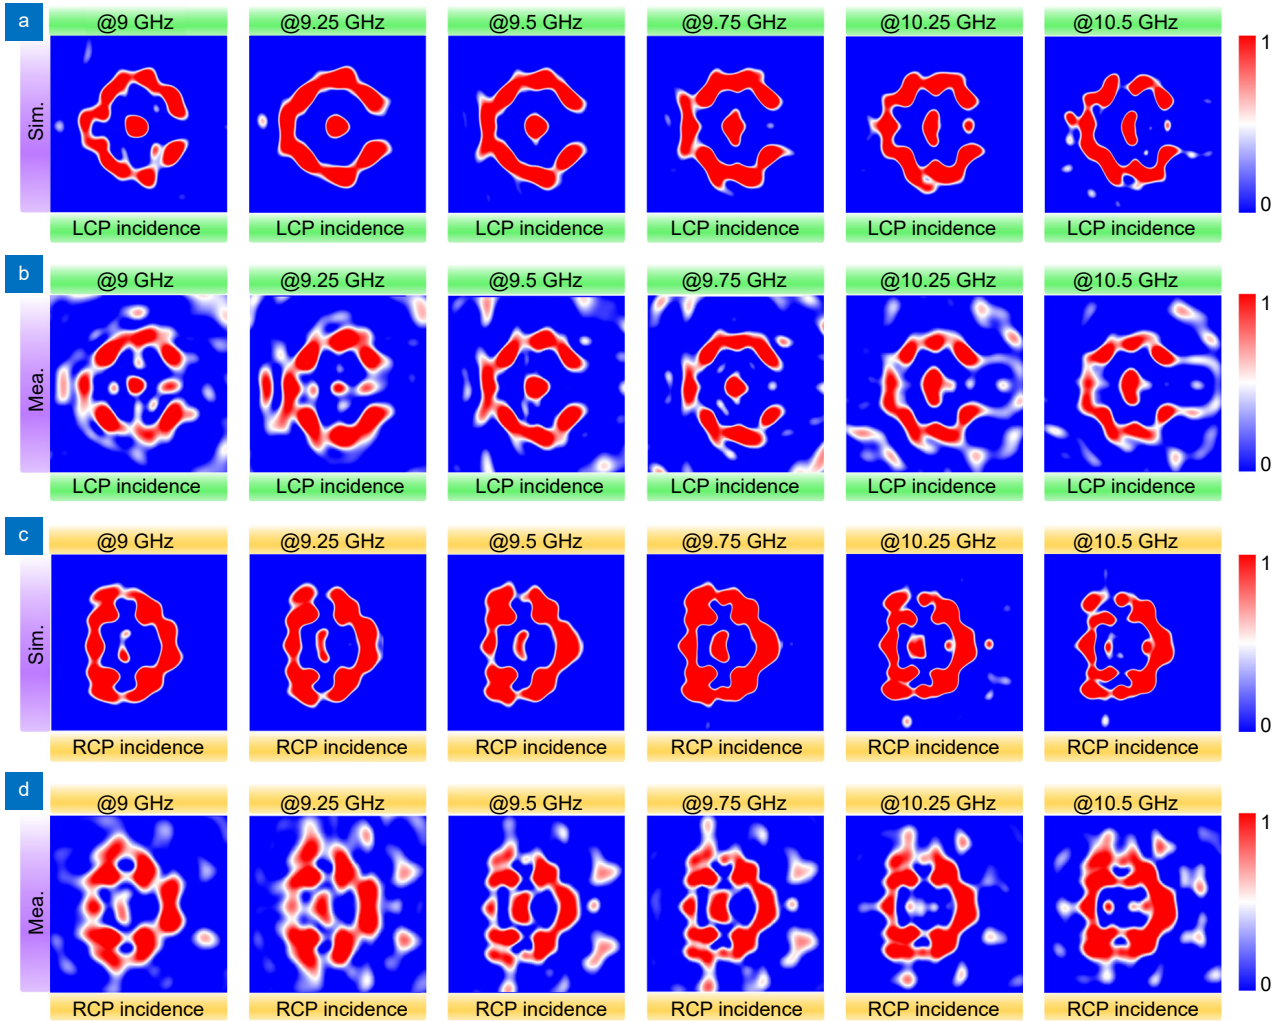 a
@9 GHz @9.25 GHz @9.5 GHz @9.75 GHz @10.25 GHz @10.5 GHz
Sim.
1
0
LCP incidence LCP incidence LCP incidence LCP incidence LCP incidence LCP incidence
b
@9 GHz @9.25 GHz @9.5 GHz @9.75 GHz @10.25 GHz @10.5 GHz
Mea.
1
0
LCP incidence LCP incidence LCP incidence LCP incidence LCP incidence LCP incidence
c
@9 GHz @9.25 GHz @9.5 GHz @9.75 GHz @10.25 GHz @10.5 GHz
Sim.
1
0
RCP incidence RCP incidence RCP incidence RCP incidence RCP incidence RCP incidence
d
@9 GHz @9.25 GHz @9.5 GHz @9.75 GHz @10.25 GHz @10.5 GHz
Mea.
1
0
RCP incidence RCP incidence RCP incidence RCP incidence RCP incidence RCP incidence